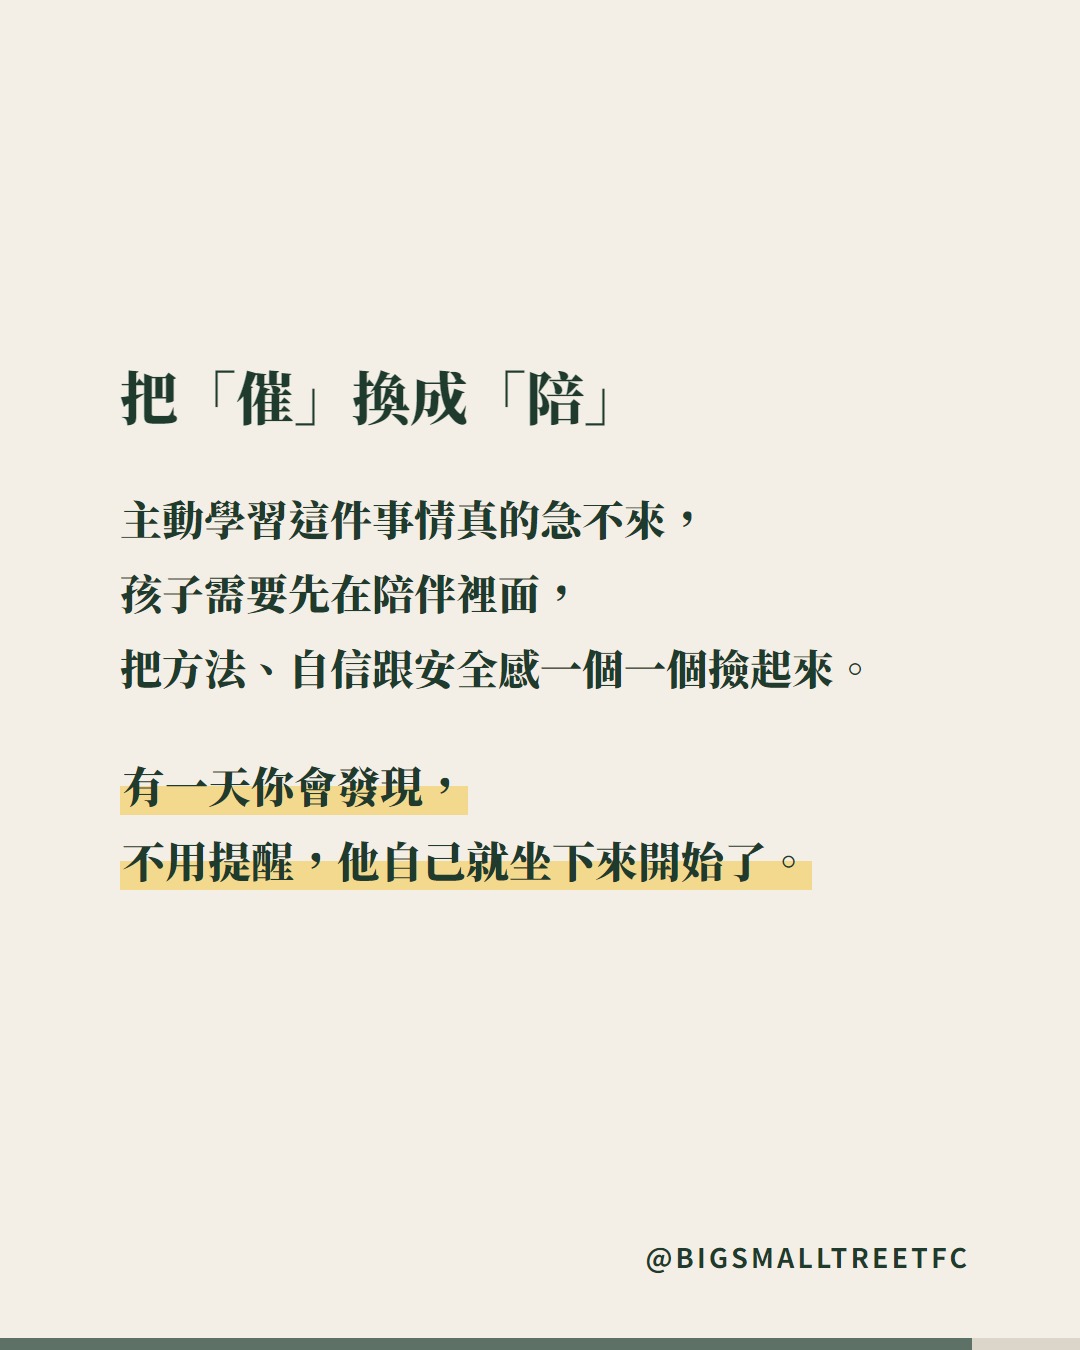 把「催」換成「陪」
主動學習這件事情真的急不來，
孩子需要先在陪伴裡面，
把方法、自信跟安全感一個一個撿起來。
有一天你會發現，
不用提醒，他自己就坐下來開始了。
@BIGSMALLTREETFC